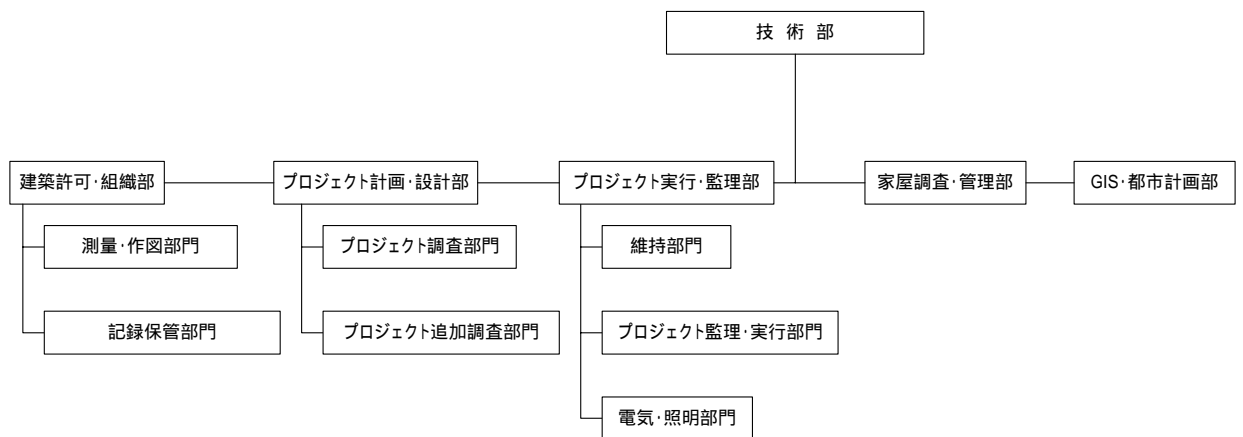 技 術 部
建築許可・組織部
プロジェクト計画・設計部
プロジェクト実行・監理部
家屋調査・管理部
GIS・都市計画部
測量・作図部門
プロジェクト調査部門
維持部門
記録保管部門
プロジェクト追加調査部門
プロジェクト監理・実行部門
電気・照明部門